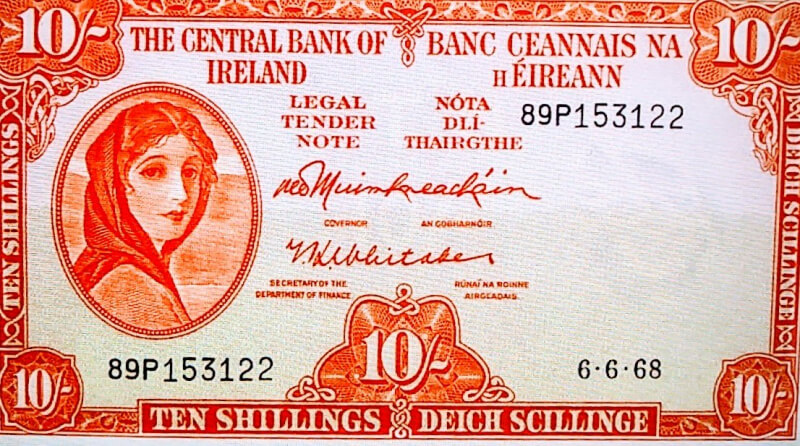 10/- 10/-
THE CENTRAL BANK OF
IRELAND
BANC CEANNAIS NA
H ÉIREANN
LEGAL
TENDER
NOTE
NÓTA
DLÍ-
THAIRGTHE
89P153122
TEN SHILLINGS
DEICH SCILLINGE
GOVERNOR
AN GOBHARNÓIR
T.K. Whitaker
SECRETARY OF THE
DEPARTMENT OF FINANCE
RÚNAÍ NA ROINNE
AIRGEADAIS.
89P153122
10/-
6·6·68
10/- 10/-
TEN SHILLINGS
DEICH SCILLINGE